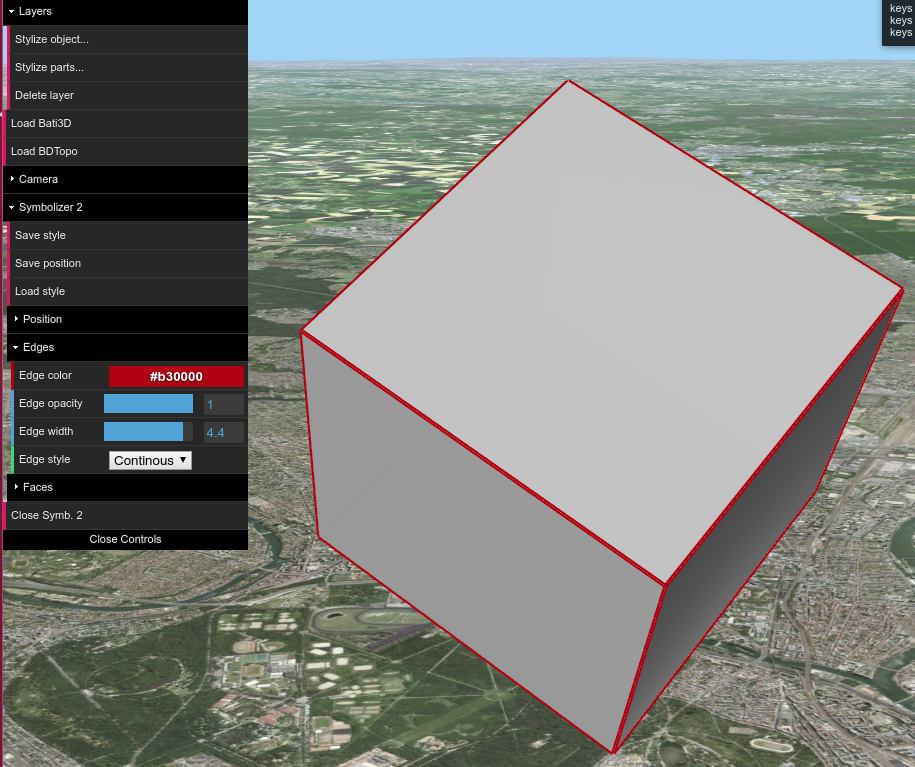 Layers
Stylize object...
Stylize parts...
Delete layer
Load Bati3D
Load BDTopo
Camera
Symbolizer 2
Save style
Save position
Load style
Position
Edges
Edge color #b30000
Edge opacity 1
Edge width 4.4
Edge style Continous
Faces
Close Symb. 2
Close Controls
keys
keys
keys